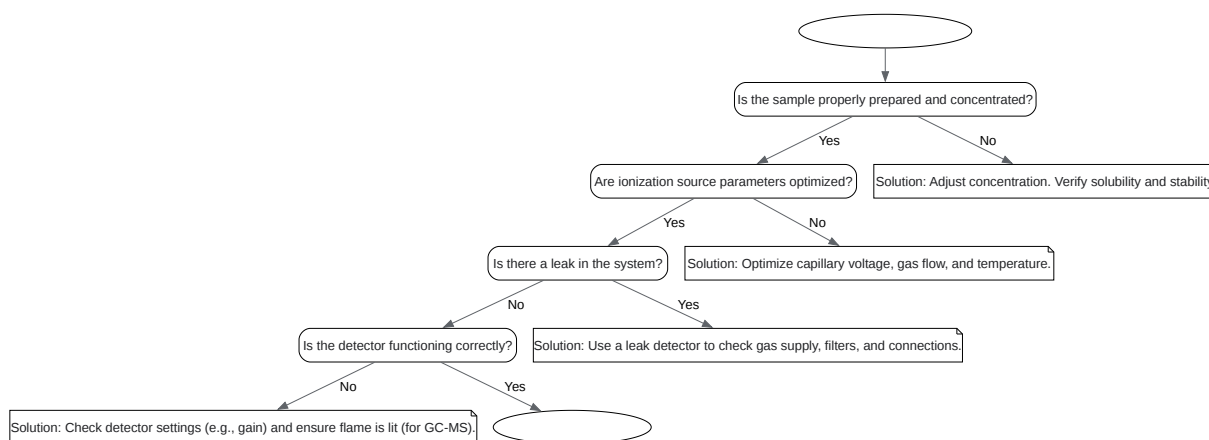 Is the sample properly prepared and concentrated?
Yes
No
Are ionization source parameters optimized?
Solution: Adjust concentration. Verify solubility and stability
Yes
No
Is there a leak in the system?
Solution: Optimize capillary voltage, gas flow, and temperature.
No
Yes
Is the detector functioning correctly?
Solution: Use a leak detector to check gas supply, filters, and connections.
No
Yes
Solution: Check detector settings (e.g., gain) and ensure flame is lit (for GC-MS).